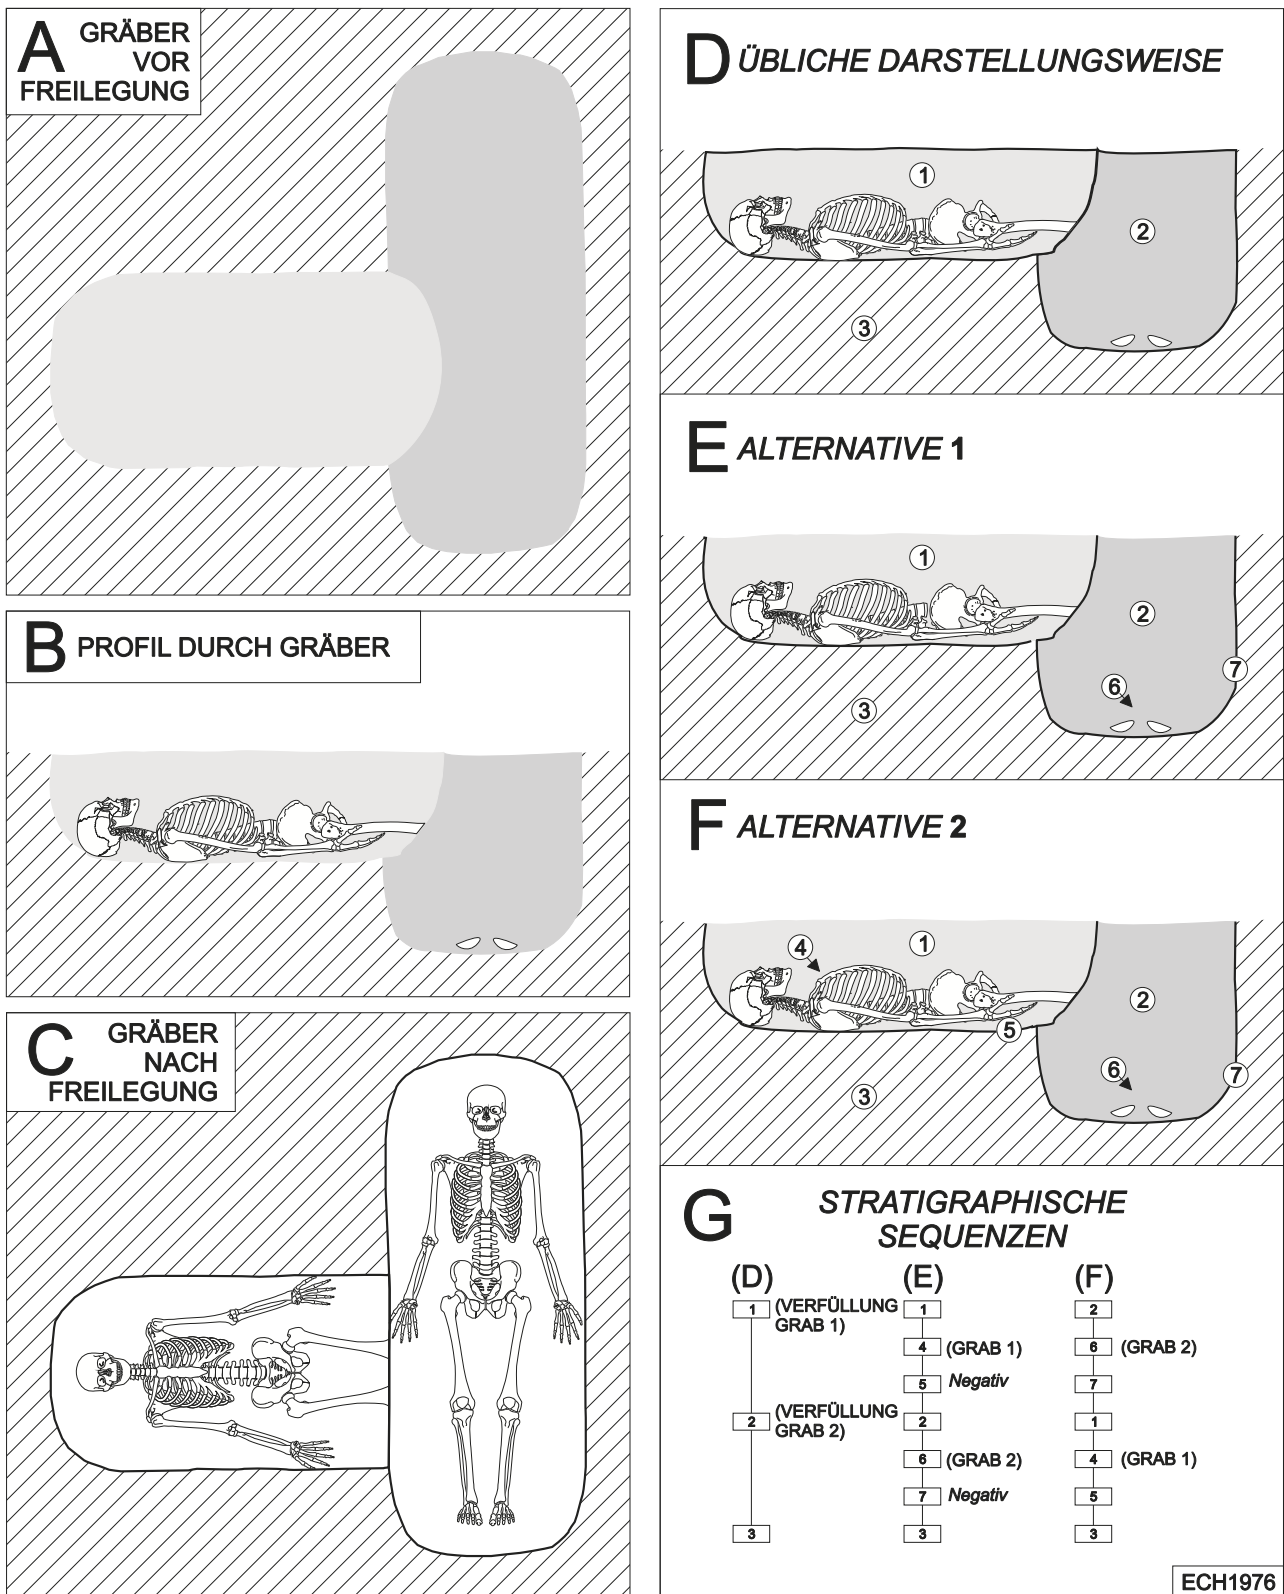 A GRÄBER
VOR
FREILEGUNG
B PROFIL DURCH GRÄBER
C GRÄBER
NACH
FREILEGUNG
D ÜBLICHE DARSTELLUNGSWEISE
1
2
3
E ALTERNATIVE 1
1
2
7
6
3
F ALTERNATIVE 2
4
1
2
5
6
7
3
G STRATIGRAPHISCHE
SEQUENZEN
(D) (E) (F)
1 (VERFÜLLUNG 1 2
GRAB 1)
4 (GRAB 1) 6 (GRAB 2)
5 Negativ 7
2 (VERFÜLLUNG 2 1
GRAB 2)
6 (GRAB 2) 4 (GRAB 1)
7 Negativ 5
3 3 3
ECH1976